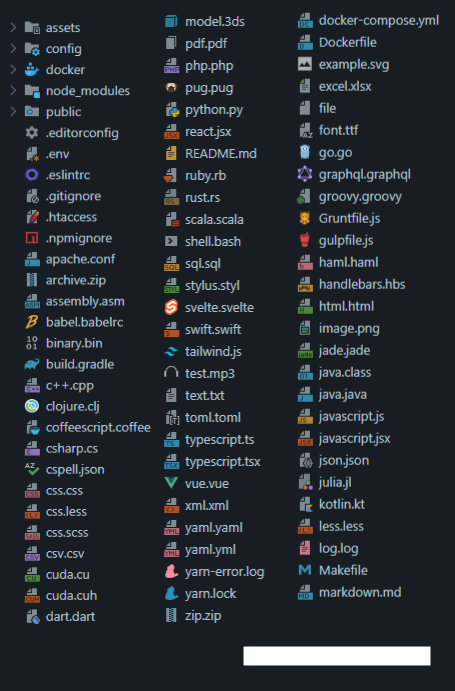 assets
config
docker
node_modules
public
.editorconfig
.env
.eslintrc
.gitignore
.htaccess
.npmignore
apache.conf
archive.zip
assembly.asm
babel.babelrc
binary.bin
build.gradle
c++.cpp
clojure.clj
coffeescript.coffee
csharp.cs
cspell.json
css.css
css.less
css.scss
csv.csv
cuda.cu
cuda.cuh
dart.dart
model.3ds
pdf.pdf
php.php
pug.pug
python.py
react.jsx
README.md
ruby.rb
rust.rs
scala.scala
shell.bash
sql.sql
stylus.styl
svelte.svelte
swift.swift
tailwind.js
test.mp3
text.txt
toml.toml
typescript.ts
typescript.tsx
vue.vue
xml.xml
yaml.yaml
yaml.yml
yarn-error.log
yarn.lock
zip.zip
docker-compose.yml
Dockerfile
example.svg
excel.xlsx
file
font.ttf
go.go
graphql.graphql
groovy.groovy
Gruntfile.js
gulpfile.js
haml.haml
handlebars.hbs
html.html
image.png
jade.jade
java.class
java.java
javascript.js
javascript.jsx
json.json
julia.jl
kotlin.kt
less.less
log.log
Makefile
markdown.md